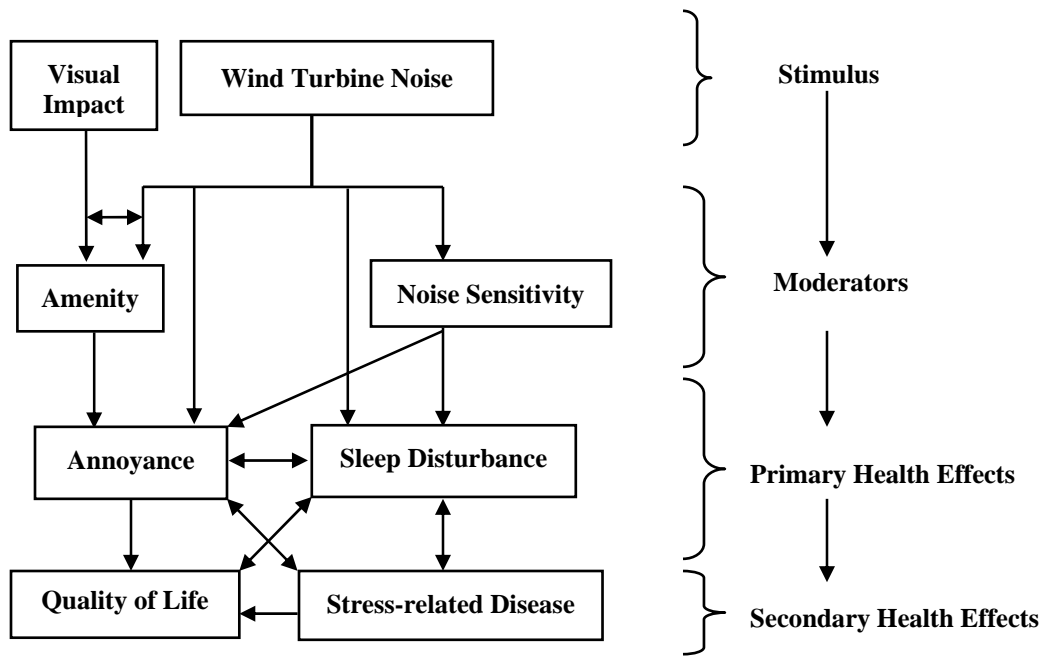 Visual
Impact
Wind Turbine Noise
Stimulus
Amenity
Noise Sensitivity
Moderators
Annoyance
Sleep Disturbance
Primary Health Effects
Quality of Life
Stress-related Disease
Secondary Health Effects